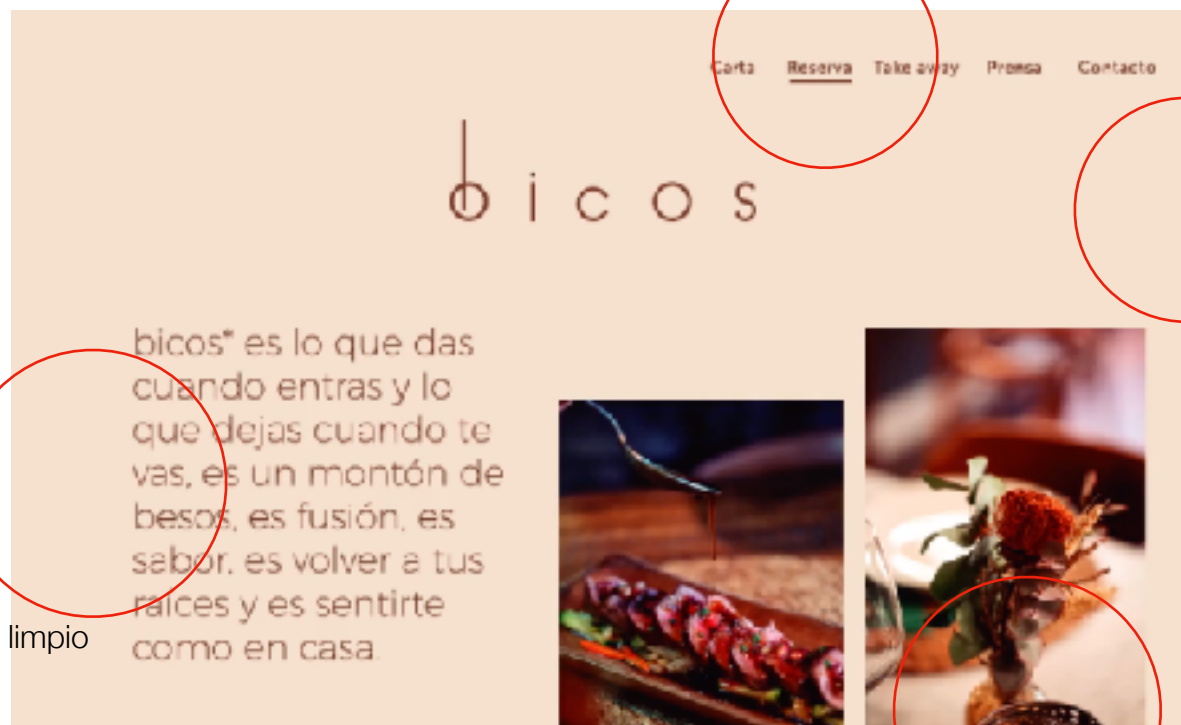 Carta Reserva Take away Prensa Contacto
bicos
bicos* es lo que das
cuando entras y lo
que dejas cuando te
vas, es un montón de
besos, es fusión, es
sabor, es volver a tus
raíces y es sentirte
como en casa.
limpio